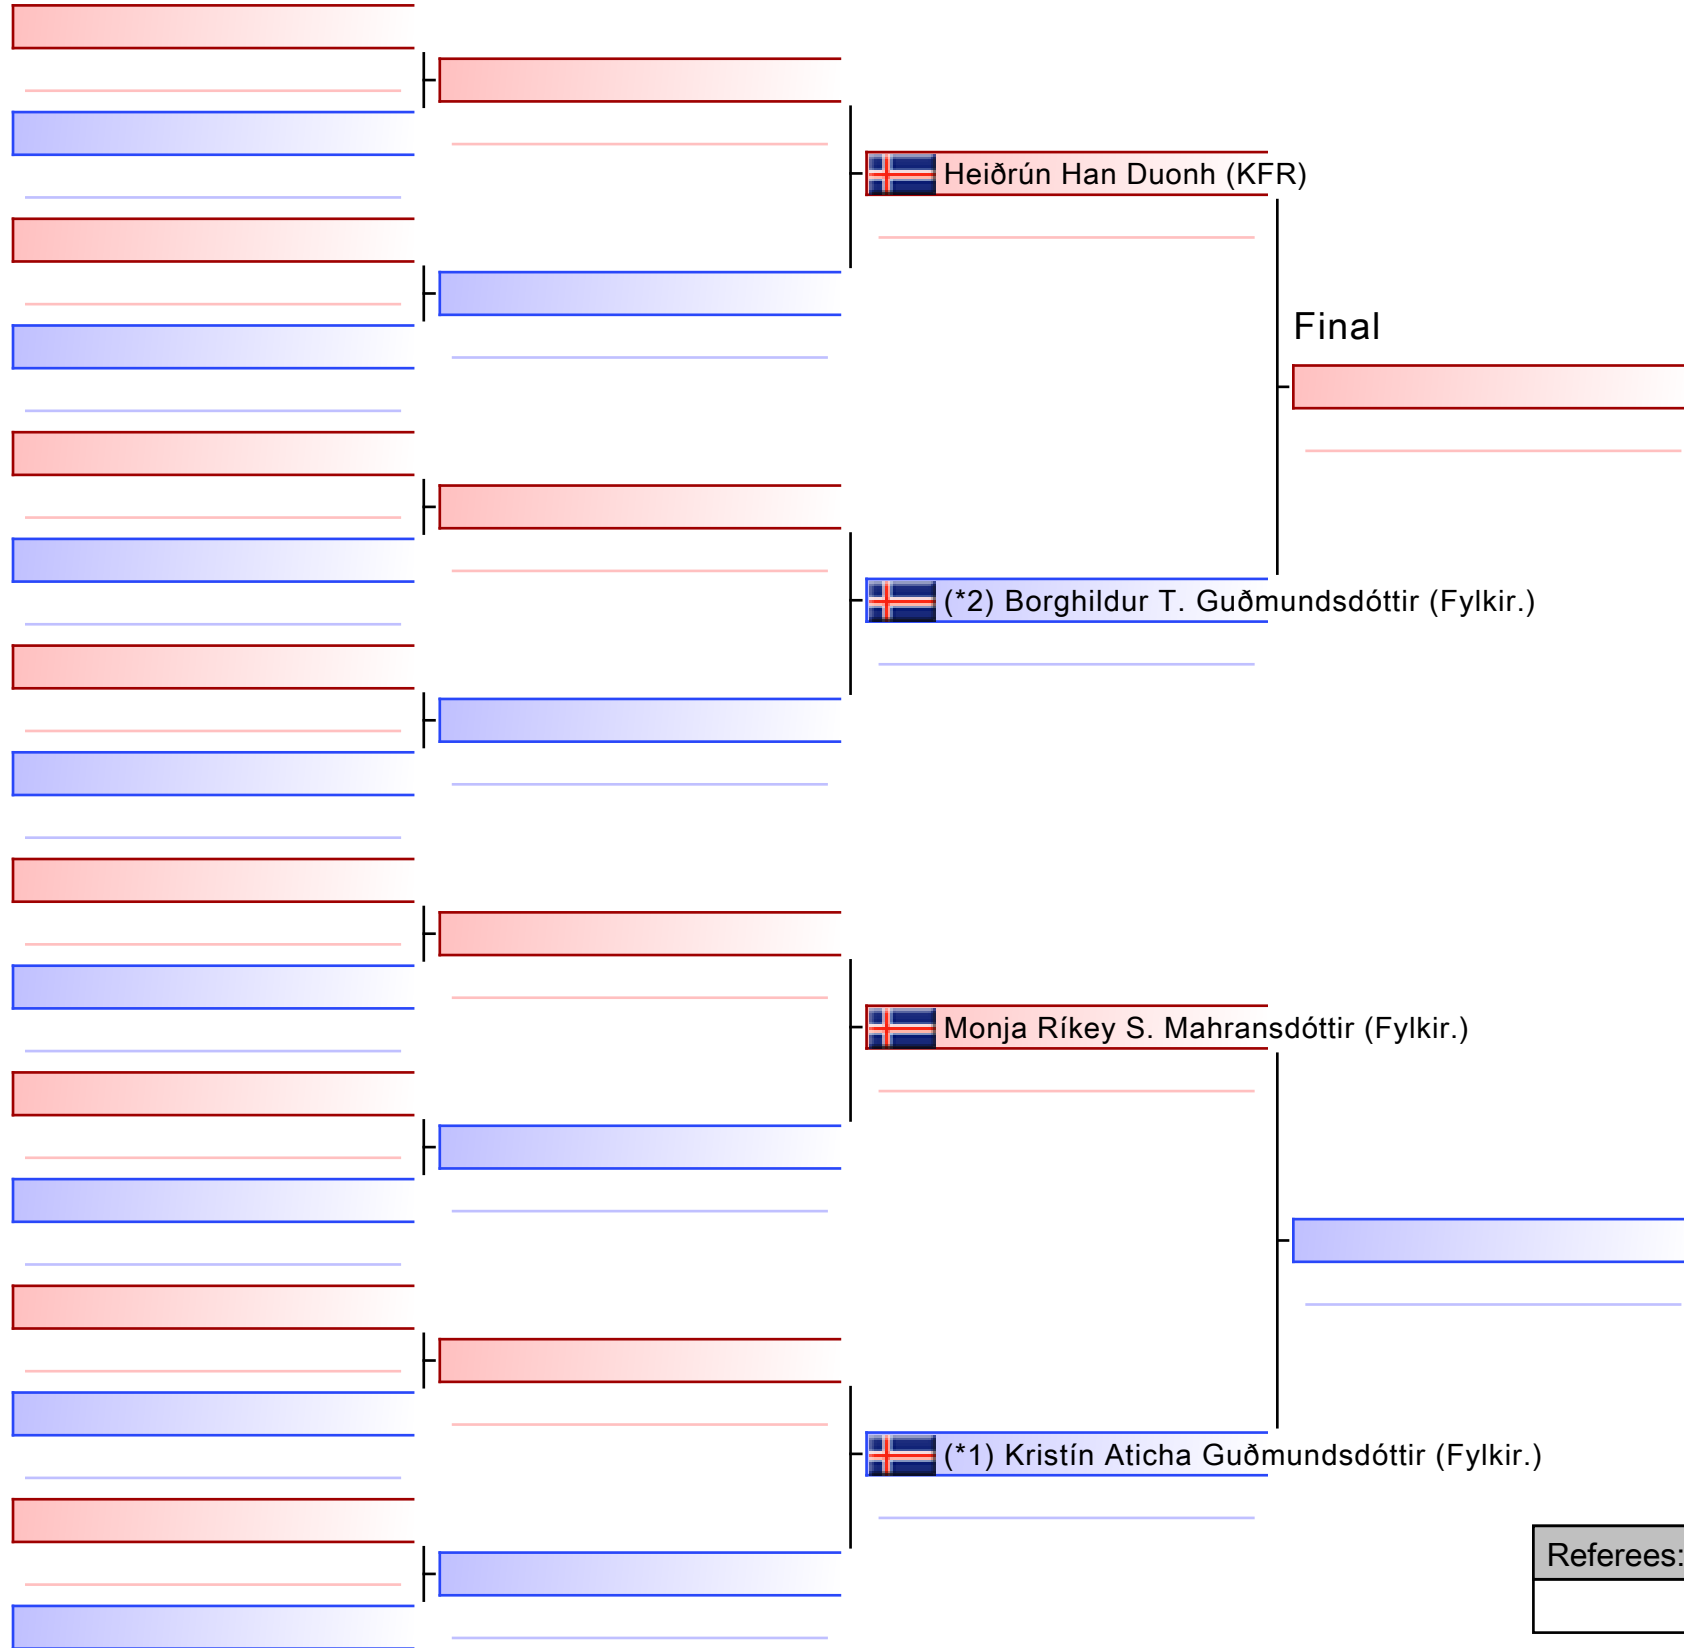 Heiðrún Han Duonh (KFR)
Final
(*2) Borghildur T. Guðmundsdóttir (Fylkir.)
Monja Ríkey S. Mahransdóttir (Fylkir.)
(*1) Kristín Aticha Guðmundsdóttir (Fylkir.)
Referees: